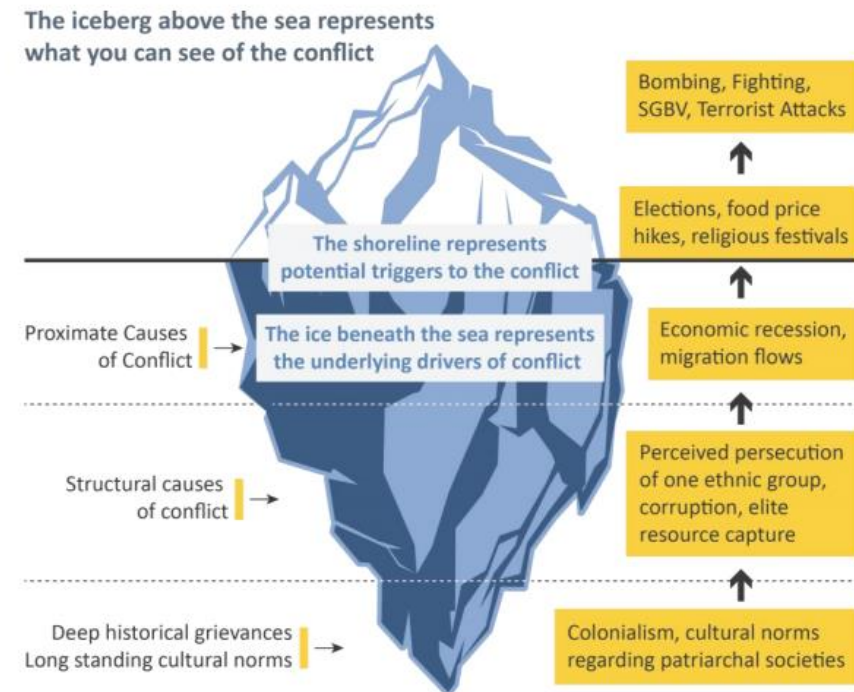 The iceberg above the sea represents
what you can see of the conflict
Bombing, Fighting,
SGBV, Terrorist Attacks
Elections, food price
hikes, religious festivals
The shoreline represents
potential triggers to the conflict
Proximate Causes
of Conflict
The ice beneath the sea represents
the underlying drivers of conflict
Economic recession,
migration flows
Structural causes
of conflict
Perceived persecution
of one ethnic group,
corruption, elite
resource capture
Deep historical grievances
Long standing cultural norms
Colonialism, cultural norms
regarding patriarchal societies